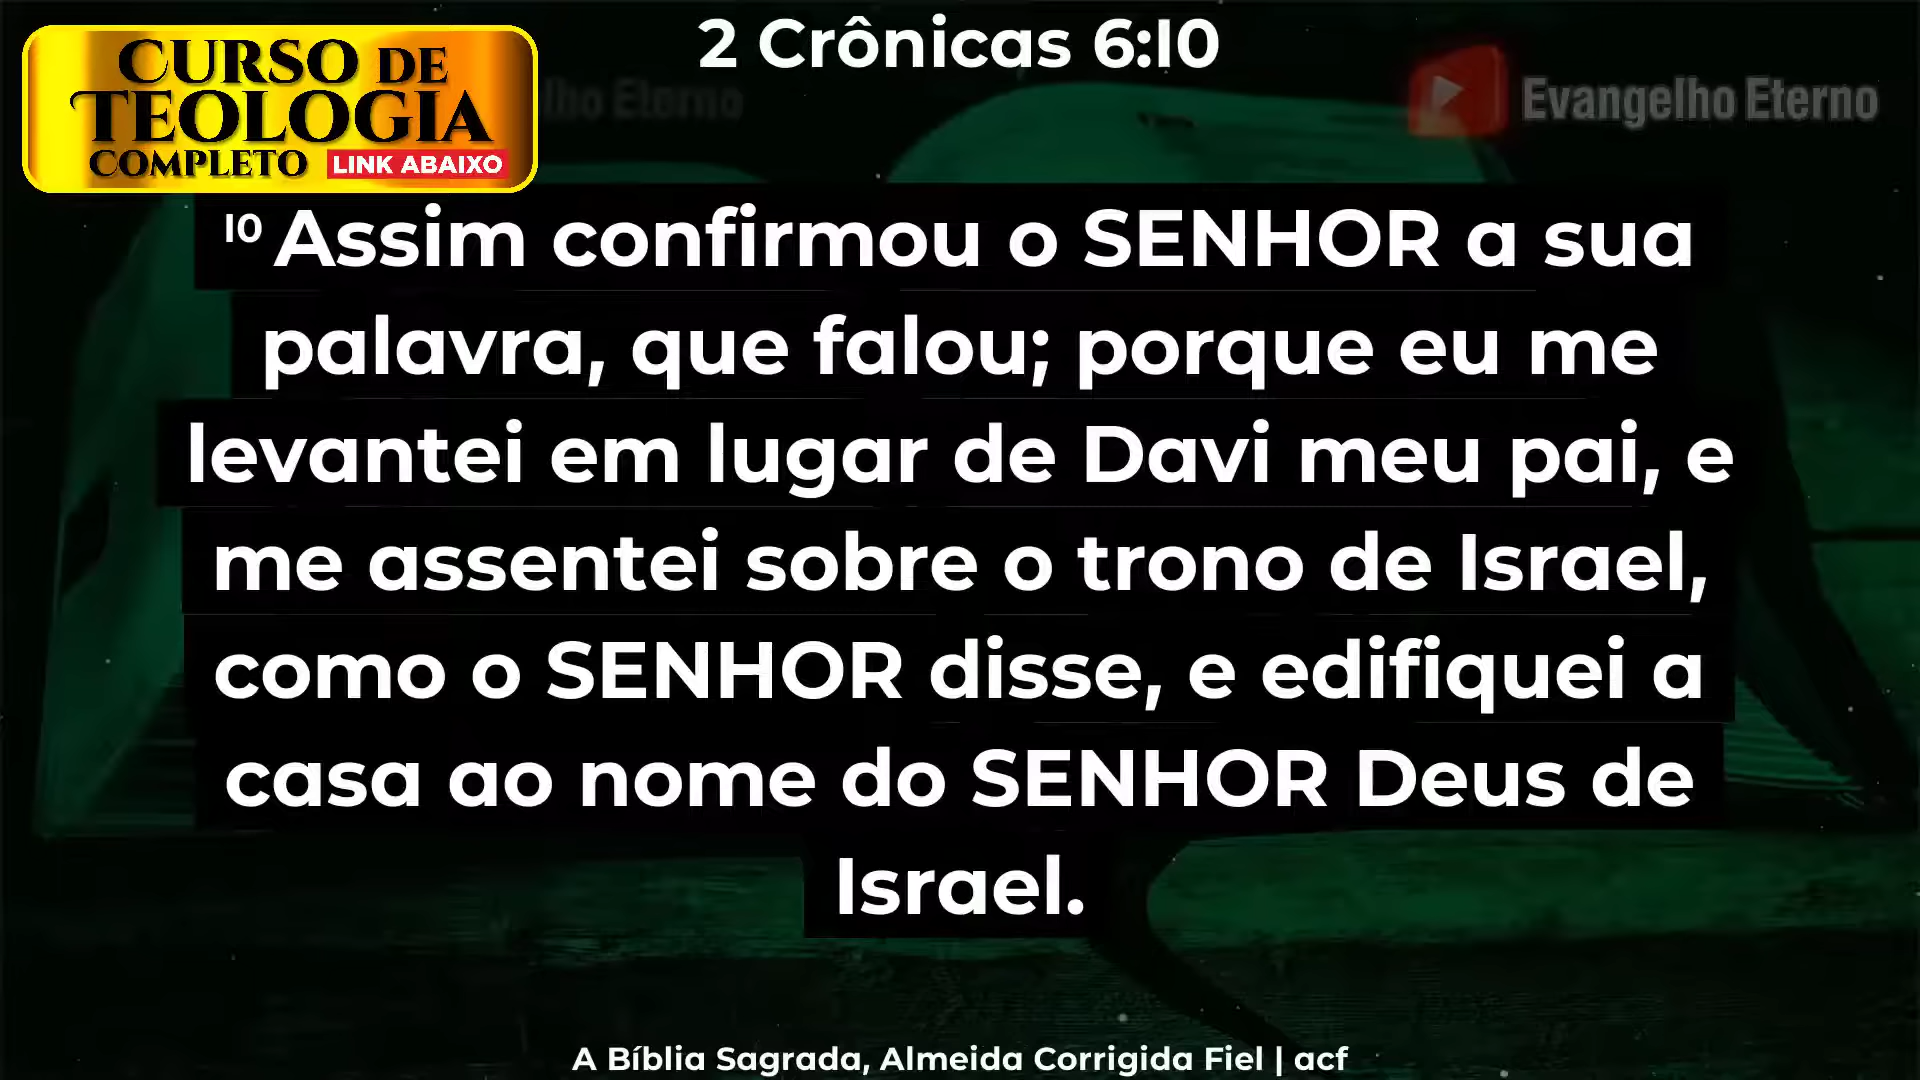 2 Crônicas 6:10
CURSO DE
TEOLOGIA
COMPLETO LINK ABAIXO
lho Eterno
Evangelho Eterno
10 Assim confirmou o SENHOR a sua
palavra, que falou; porque eu me
levantei em lugar de Davi meu pai, e
me assentei sobre o trono de Israel,
como o SENHOR disse, e edifiquei a
casa ao nome do SENHOR Deus de
Israel.
A Bíblia Sagrada, Almeida Corrigida Fiel | acf